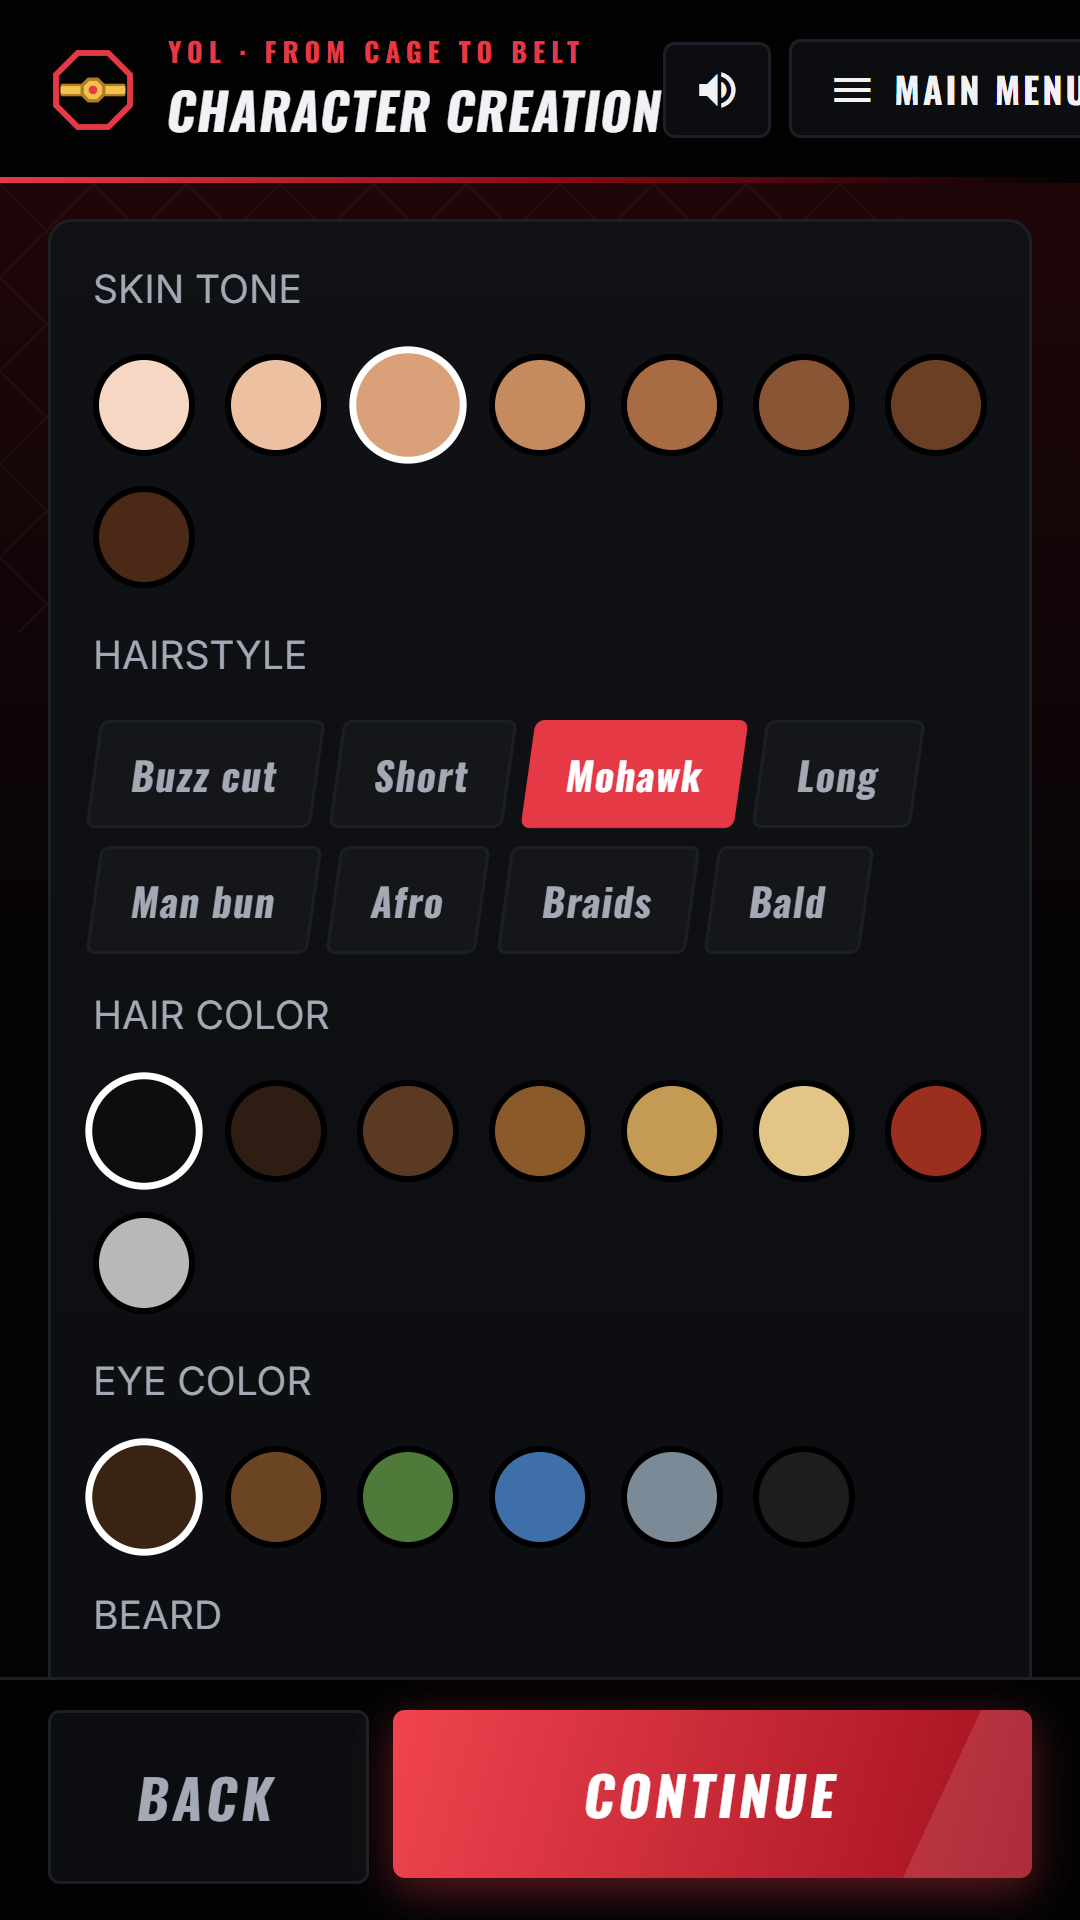 YOL · FROM CAGE TO BELT
CHARACTER CREATION
MAIN MENU
SKIN TONE
HAIRSTYLE
Buzz cut
Short
Mohawk
Long
Man bun
Afro
Braids
Bald
HAIR COLOR
EYE COLOR
BEARD
BACK
CONTINUE